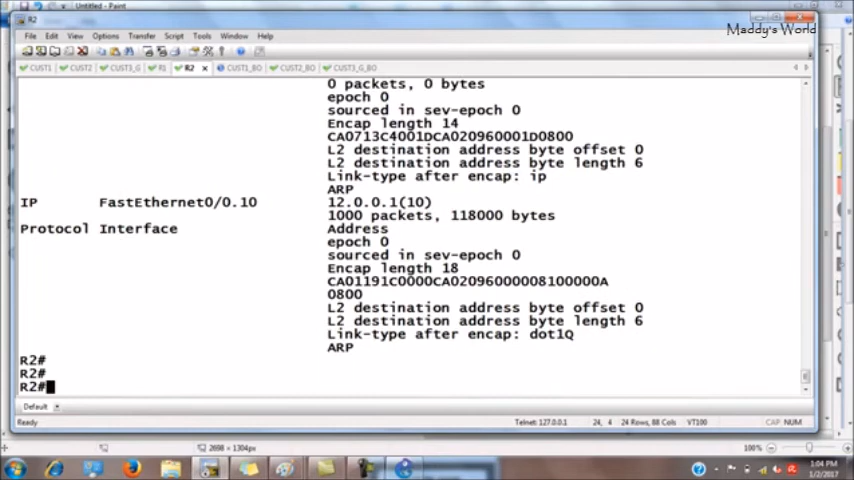 Untitled - Paint
R2
Maddy's World
File Edit View Options Transfer Script Tools Window Help
CUST1 CUST2 CUST3_G R1 R2 × CUST1_BO CUST2_BO CUST3_G_BO
0 packets, 0 bytes
epoch 0
sourced in sev-epoch 0
Encap length 14
CA0713C4001DCA020960001D0800
L2 destination address byte offset 0
L2 destination address byte length 6
Link-type after encap: ip
ARP
IP FastEthernet0/0.10 12.0.0.1(10)
1000 packets, 118000 bytes
Protocol Interface Address
epoch 0
sourced in sev-epoch 0
Encap length 18
CA01191C0000CA02096000008100000A
0800
L2 destination address byte offset 0
L2 destination address byte length 6
Link-type after encap: dot1Q
ARP
R2#
R2#
R2#
Default
Ready Telnet: 127.0.0.1 24, 4 24 Rows, 88 Cols VT100 CAP NUM
2698 × 1304px 100%
1:04 PM
1/2/2017